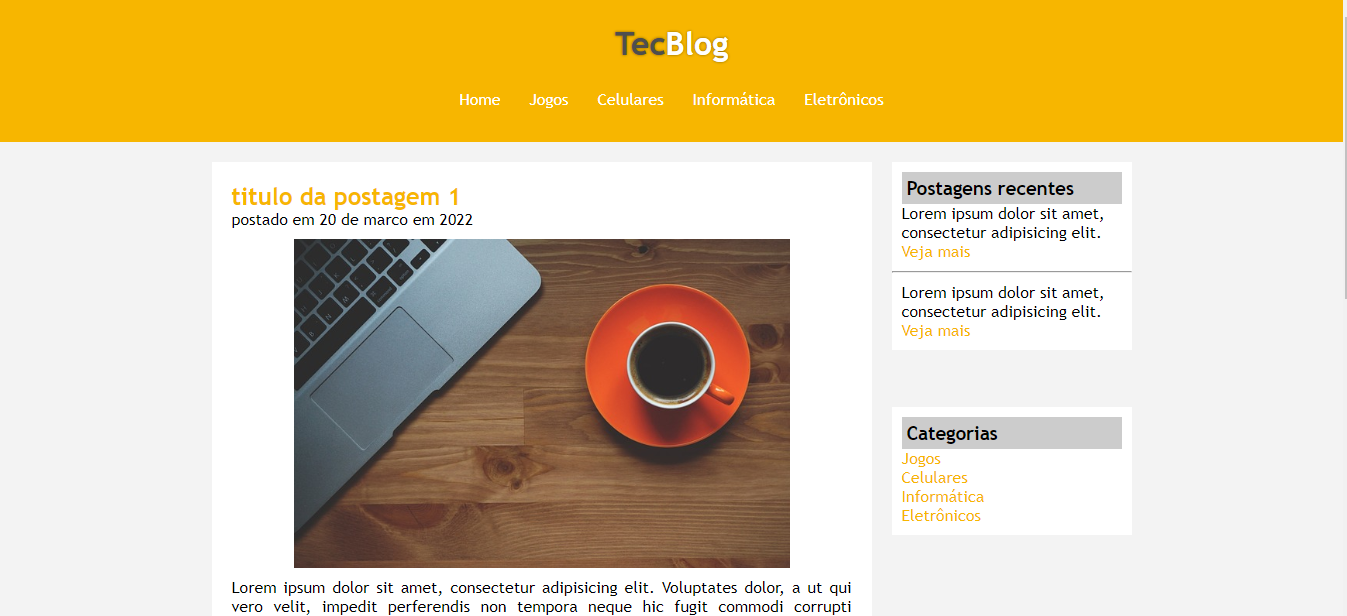 TecBlog
Home Jogos Celulares Informática Eletrônicos
titulo da postagem 1
postado em 20 de marco em 2022
Lorem ipsum dolor sit amet, consectetur adipisicing elit. Voluptates dolor, a ut qui
vero velit, impedit perferendis non tempora neque hic fugit commodi corrupti
Postagens recentes
Lorem ipsum dolor sit amet,
consectetur adipisicing elit.
Veja mais
Lorem ipsum dolor sit amet,
consectetur adipisicing elit.
Veja mais
Categorias
Jogos
Celulares
Informática
Eletrônicos